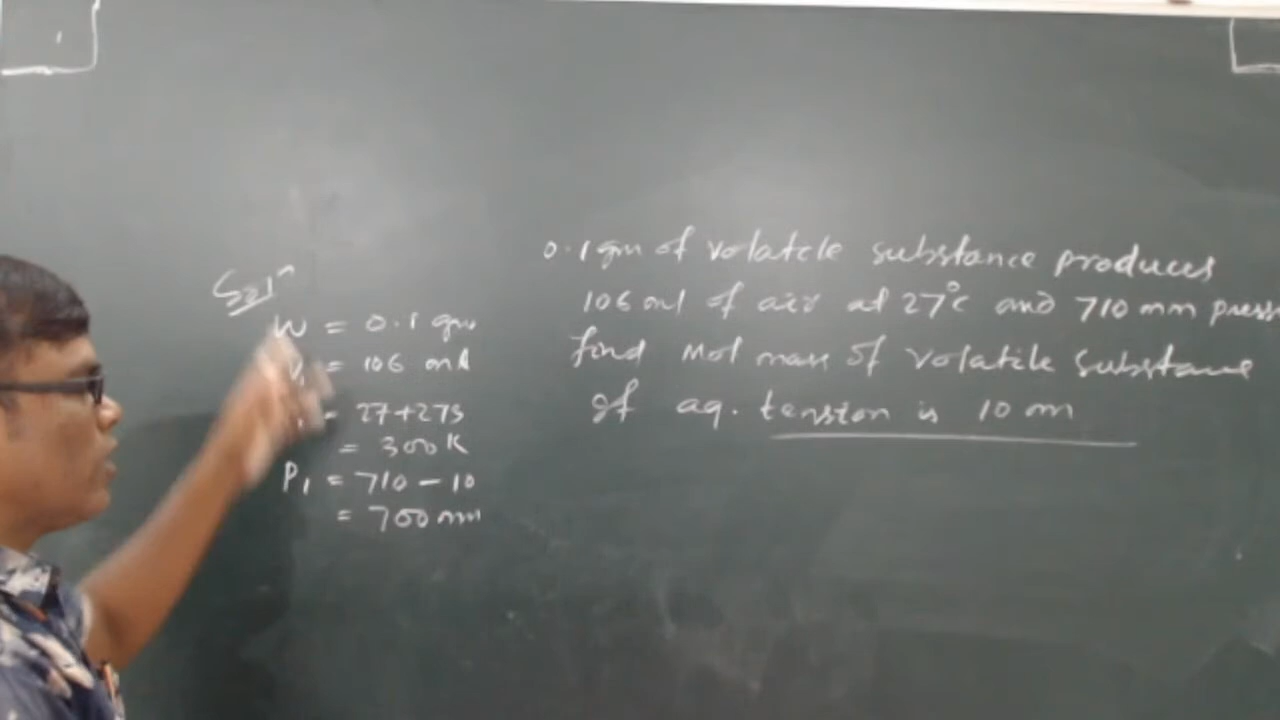 0.1 gm of volatile substance produces
106 ml of air at 27°c and 710 mm press
find Mol mass of volatile substance
if aq. tension is 10 m
Solⁿ
W = 0.1 gm
= 106 ml
= 27+273
= 300 K
P₁ = 710 - 10
= 700 mm